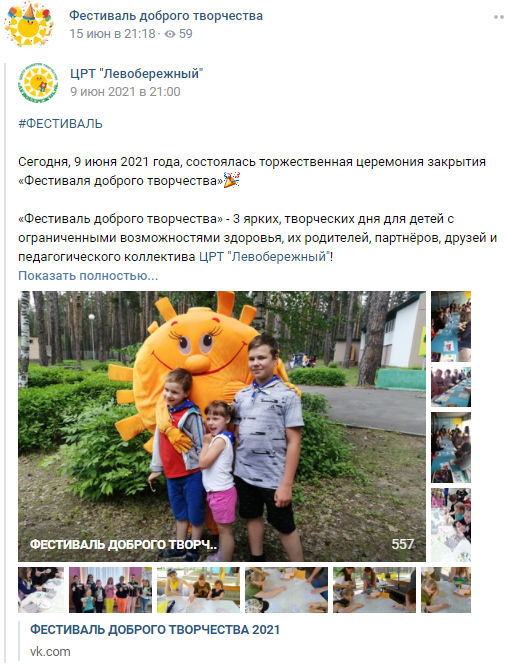 Фестиваль доброго творчества
15 июн в 21:18 · 59
ЦРТ "Левобережный"
9 июн 2021 в 21:00
#ФЕСТИВАЛЬ
Сегодня, 9 июня 2021 года, состоялась торжественная церемония закрытия
«Фестиваля доброго творчества»🎉
«Фестиваль доброго творчества» - 3 ярких, творческих дня для детей с
ограниченными возможностями здоровья, их родителей, партнёров, друзей и
педагогического коллектива ЦРТ "Левобережный"!
Показать полностью...
ФЕСТИВАЛЬ ДОБРОГО ТВОРЧ.. 557
ФЕСТИВАЛЬ ДОБРОГО ТВОРЧЕСТВА 2021
vk.com